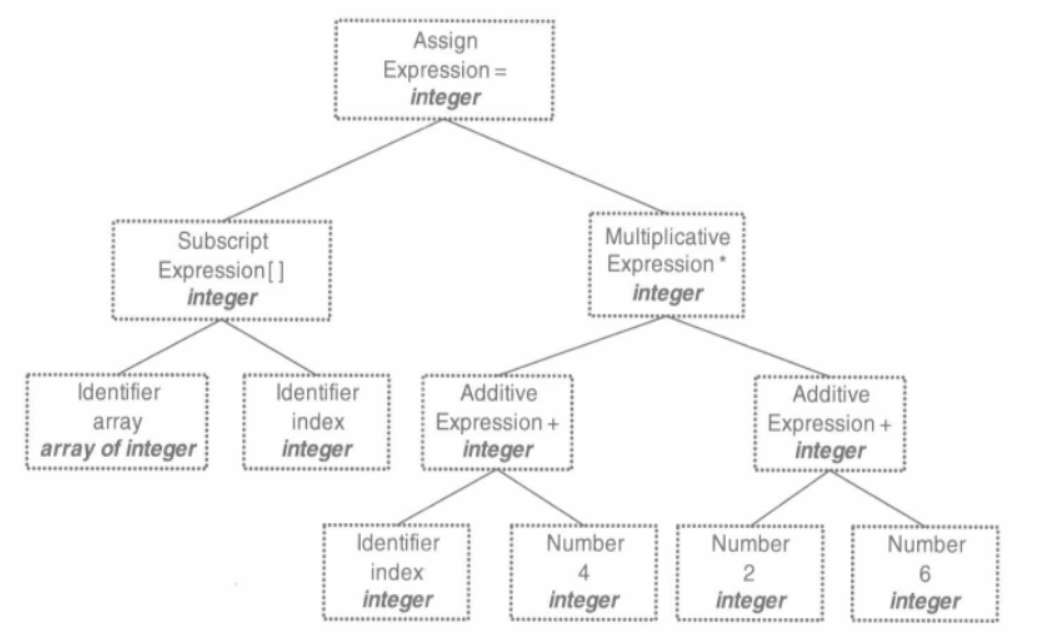 Assign
Expression =
integer
Subscript
Expression[ ]
integer
Multiplicative
Expression *
integer
Identifier
array
array of integer
Identifier
index
integer
Additive
Expression +
integer
Additive
Expression +
integer
Identifier
index
integer
Number
4
integer
Number
2
integer
Number
6
integer